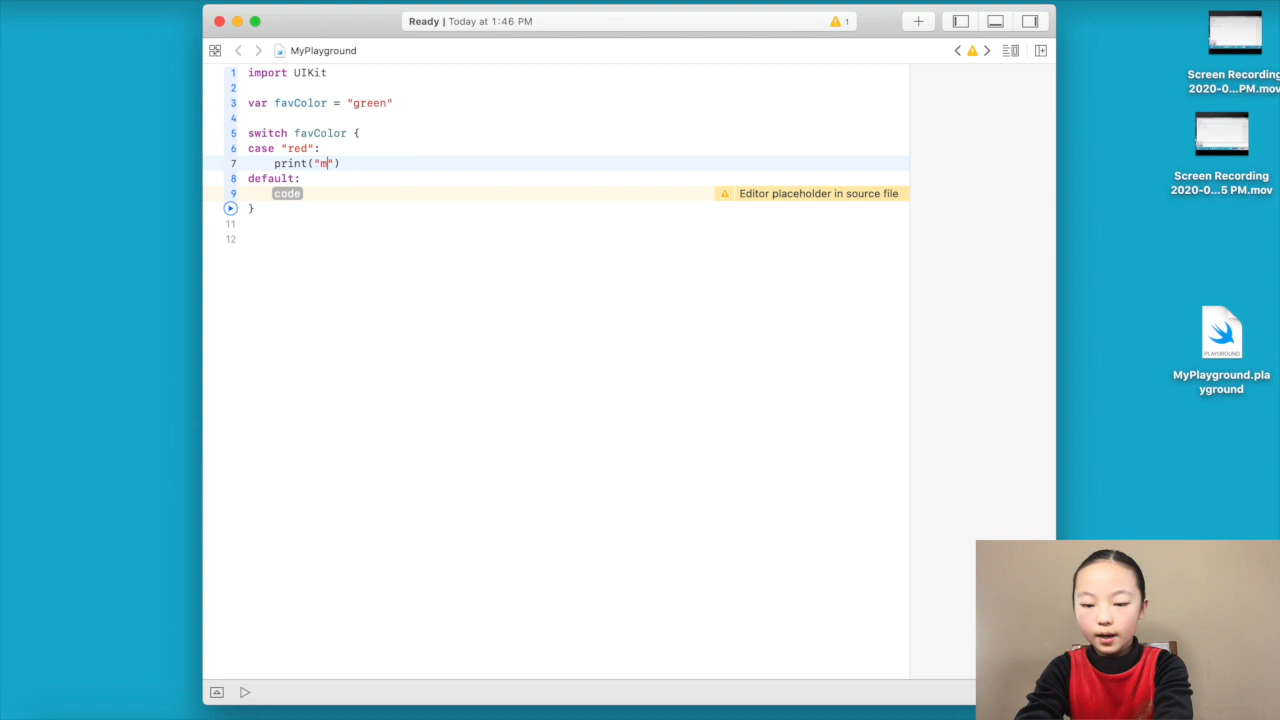 Ready | Today at 1:46 PM
1
MyPlayground
1 import UIKit
2
3 var favColor = "green"
4
5 switch favColor {
6 case "red":
7 print("m")
8 default:
9 code
Editor placeholder in source file
}
11
12
Screen Recording
2020-0...PM.mov
Screen Recording
2020-0...5 PM.mov
PLAYGROUND
MyPlayground.pla
yground